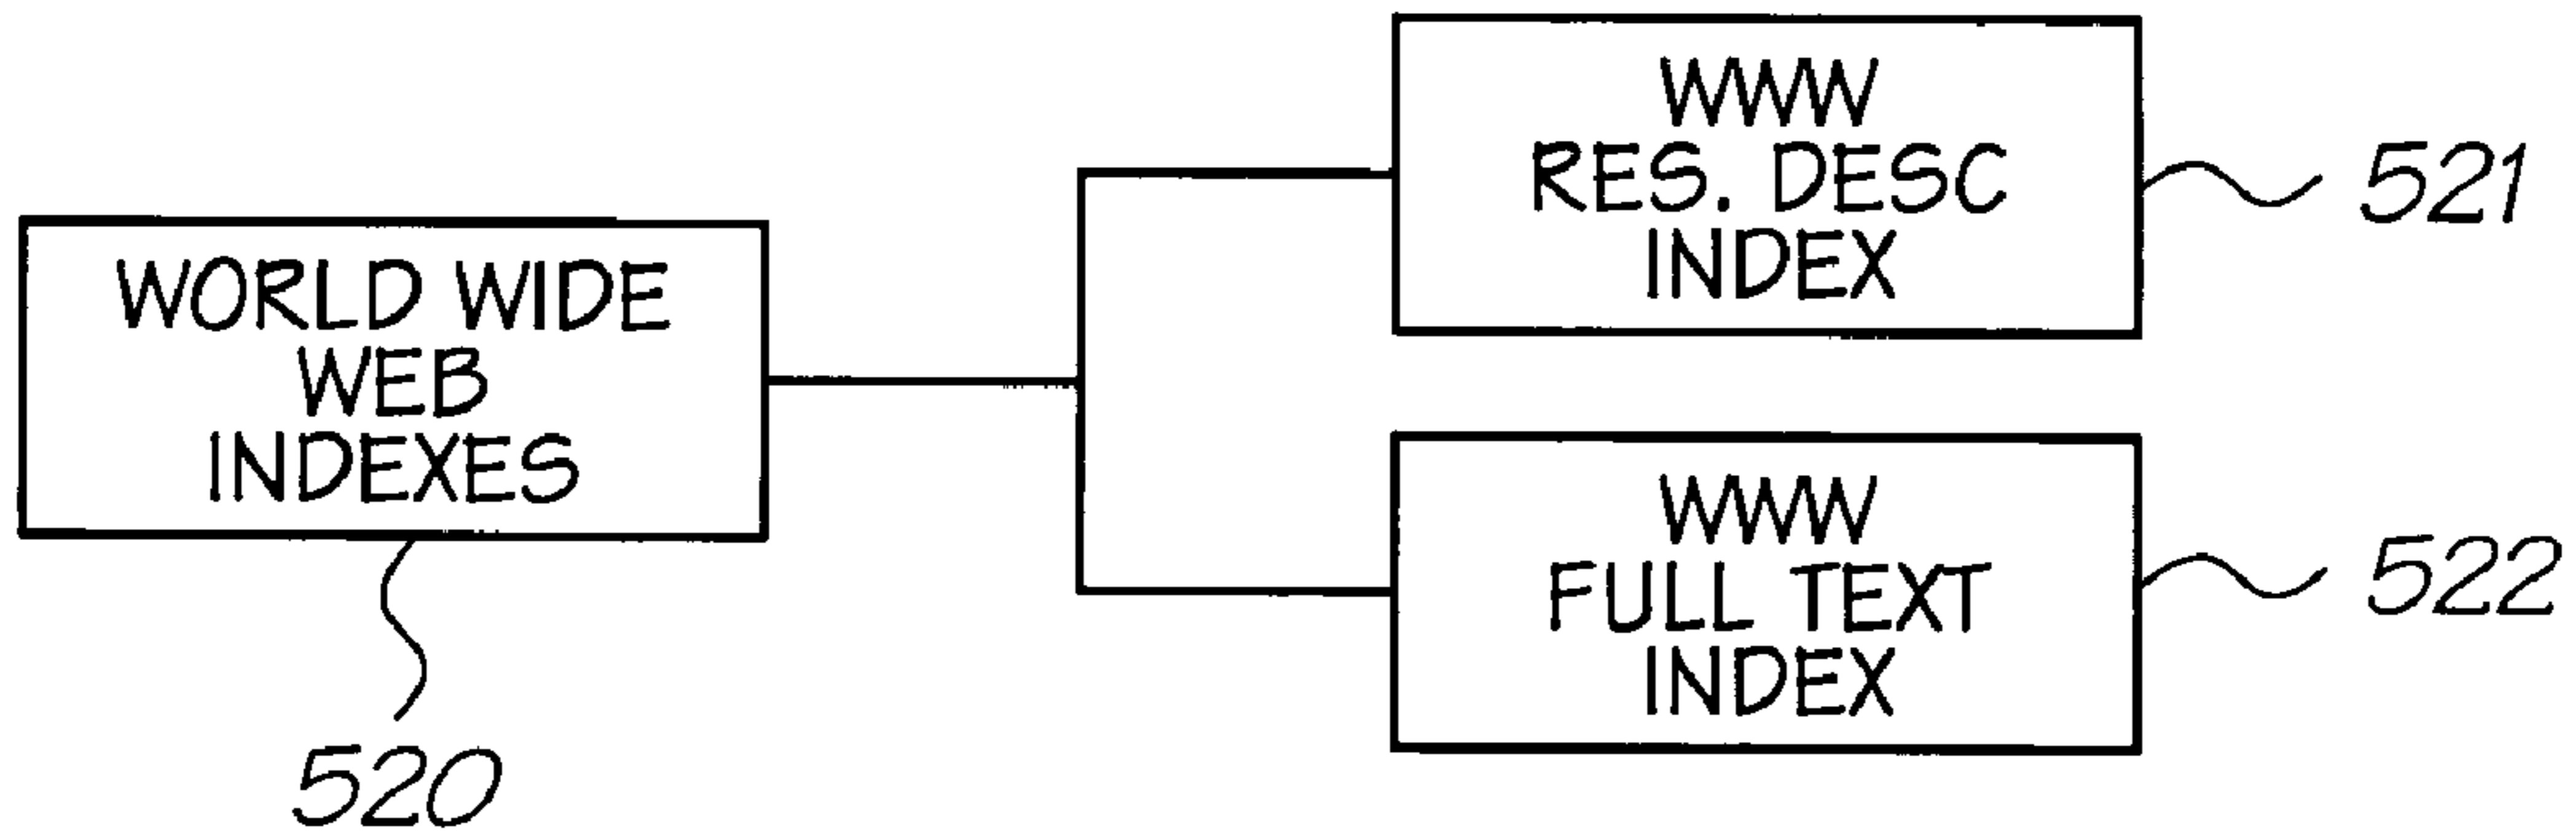 WORLD WIDE
WEB
INDEXES
520
WWW
RES. DESC
INDEX
521
WWW
FULL TEXT
INDEX
522